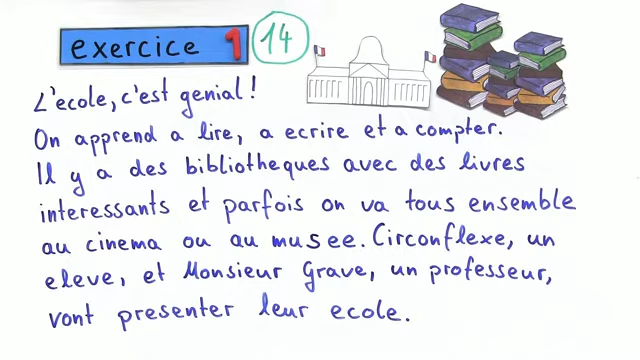 exercice 1 14
L'ecole, c'est genial!
On apprend a lire, a ecrire et a compter.
Il y a des bibliotheques avec des livres
interessants et parfois on va tous ensemble
au cinema ou au musee. Circonflexe, un
eleve, et Monsieur Grave, un professeur,
vont presenter leur ecole.